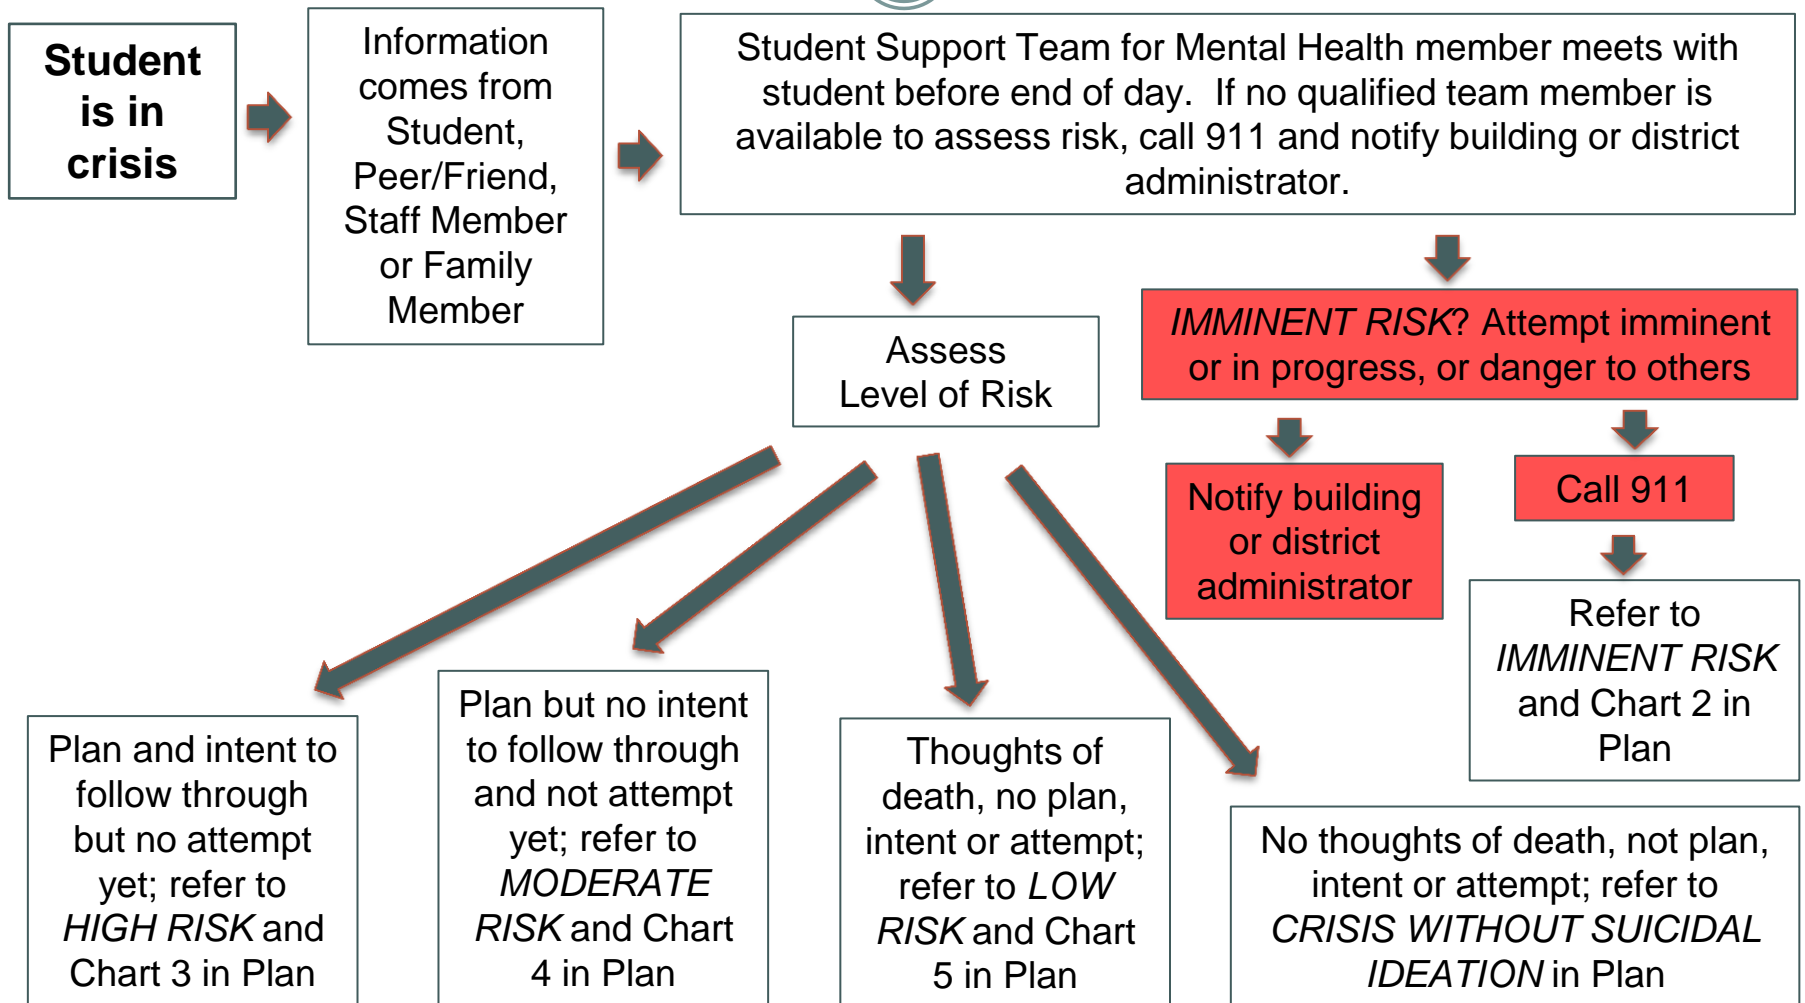 Student
is in
crisis
Information
comes from
Student,
Peer/Friend,
Staff Member
or Family
Member
Student Support Team for Mental Health member meets with
student before end of day.  If no qualified team member is
available to assess risk, call 911 and notify building or district
administrator.
Assess
Level of Risk
IMMINENT RISK? Attempt imminent
or in progress, or danger to others
Notify building
or district
administrator
Call 911
Refer to
IMMINENT RISK
and Chart 2 in
Plan
Plan and intent to
follow through
but no attempt
yet; refer to
HIGH RISK and
Chart 3 in Plan
Plan but no intent
to follow through
and not attempt
yet; refer to
MODERATE
RISK and Chart
4 in Plan
Thoughts of
death, no plan,
intent or attempt;
refer to LOW
RISK and Chart
5 in Plan
No thoughts of death, not plan,
intent or attempt; refer to
CRISIS WITHOUT SUICIDAL
IDEATION in Plan